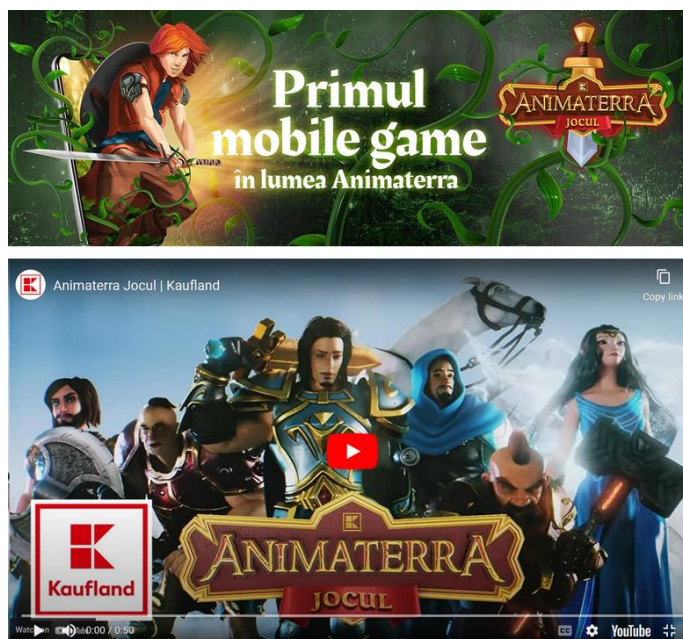 Primul
mobile game
în lumea Animaterra
ANIMATERRA
JOCUL
Animaterra Jocul | Kaufland
Copy link
ANIMATERRA
JOCUL
Kaufland
0:00 / 0:50
CC
YouTube